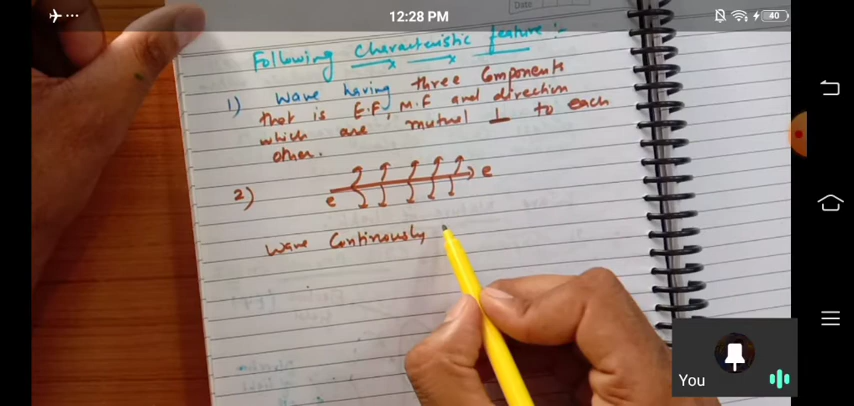 12:28 PM
40
Date
Following characteristic feature:-
1) Wave having three Components
that is E.F, M.F and direction
which are mutual ⊥ to each
other.
2)
e e
Wave Continously
You